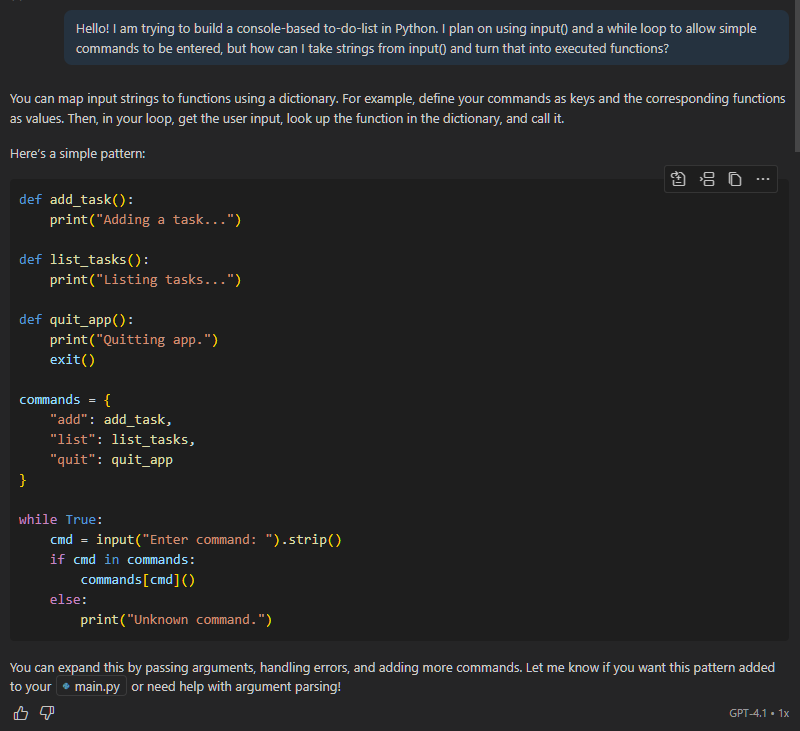 Hello! I am trying to build a console-based to-do-list in Python. I plan on using input() and a while loop to allow simple
commands to be entered, but how can I take strings from input() and turn that into executed functions?
You can map input strings to functions using a dictionary. For example, define your commands as keys and the corresponding functions
as values. Then, in your loop, get the user input, look up the function in the dictionary, and call it.
Here's a simple pattern:
def add_task():
    print("Adding a task...")
def list_tasks():
    print("Listing tasks...")
def quit_app():
    print("Quitting app.")
    exit()
commands = {
    "add": add_task,
    "list": list_tasks,
    "quit": quit_app
}
while True:
    cmd = input("Enter command: ").strip()
    if cmd in commands:
        commands[cmd]()
    else:
        print("Unknown command.")
You can expand this by passing arguments, handling errors, and adding more commands. Let me know if you want this pattern added
to your main.py or need help with argument parsing!
GPT-4.1 • 1x